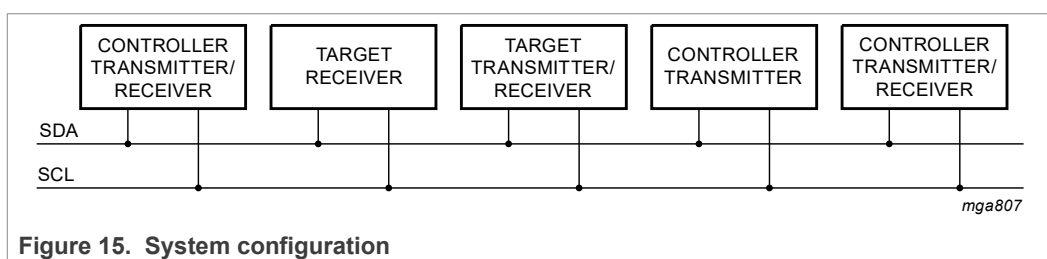 CONTROLLER
TRANSMITTER/
RECEIVER
TARGET
RECEIVER
TARGET
TRANSMITTER/
RECEIVER
CONTROLLER
TRANSMITTER
CONTROLLER
TRANSMITTER/
RECEIVER
SDA
SCL
mga807
Figure 15. System configuration